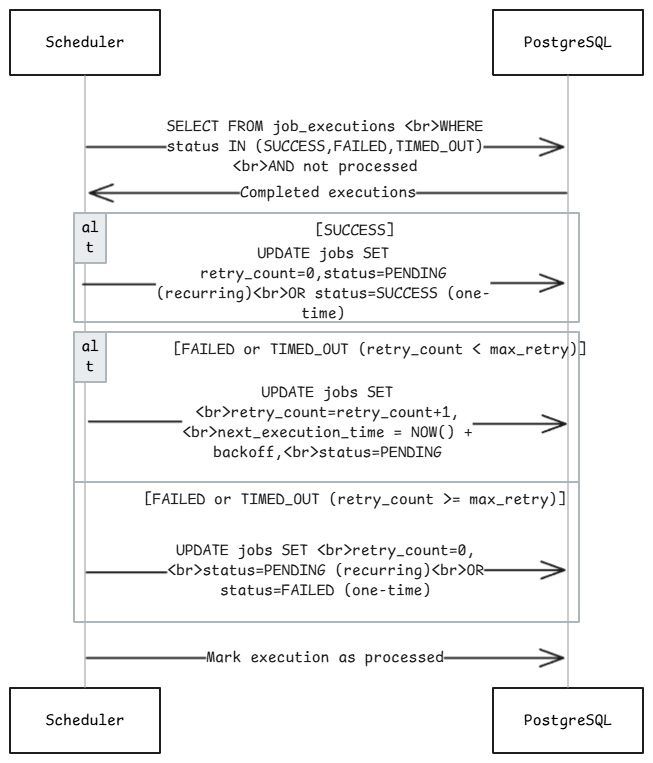 Scheduler
PostgreSQL
SELECT FROM job_executions <br>WHERE
status IN (SUCCESS,FAILED,TIMED_OUT)
<br>AND not processed
Completed executions
al
t
[SUCCESS]
UPDATE jobs SET
retry_count=0,status=PENDING
(recurring)<br>OR status=SUCCESS (one-
time)
al
t
[FAILED or TIMED_OUT (retry_count < max_retry)]
UPDATE jobs SET
<br>retry_count=retry_count+1,
<br>next_execution_time = NOW() +
backoff,<br>status=PENDING
[FAILED or TIMED_OUT (retry_count >= max_retry)]
UPDATE jobs SET <br>retry_count=0,
<br>status=PENDING (recurring)<br>OR
status=FAILED (one-time)
Mark execution as processed
Scheduler
PostgreSQL